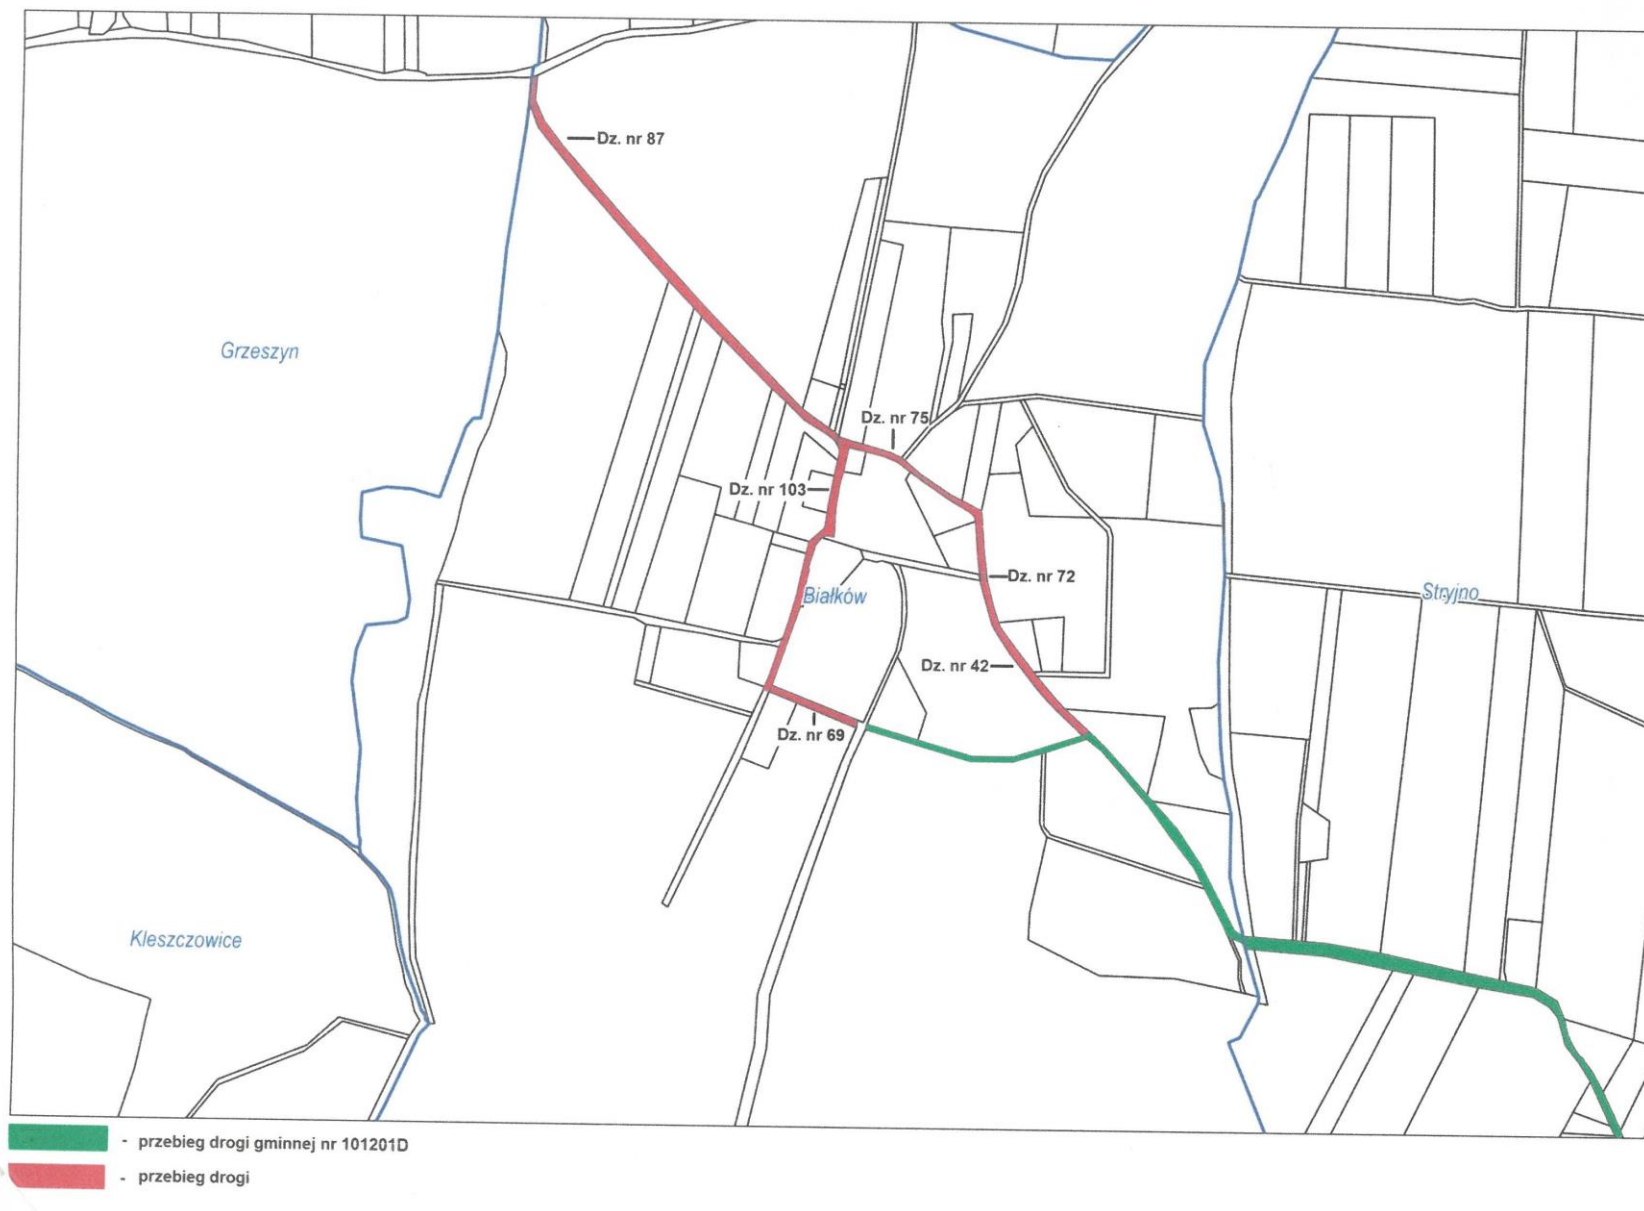 Dz. nr 87
Grzeszyn
Dz. nr 75
Dz. nr 103
Dz. nr 72
Białków
Stryjno
Dz. nr 42
Dz. nr 69
Kleszczowice
- przebieg drogi gminnej nr 101201D
- przebieg drogi